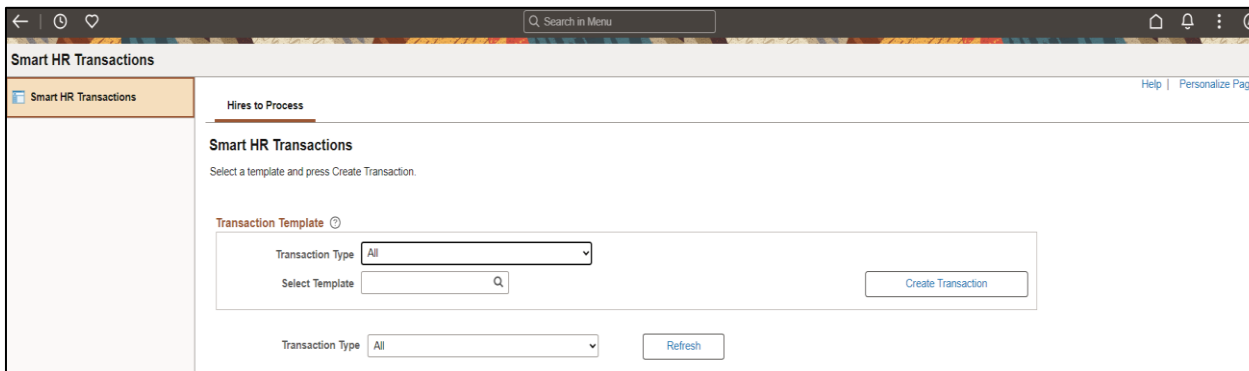 Search in Menu
Smart HR Transactions
Smart HR Transactions
Help | Personalize Pag
Hires to Process
Smart HR Transactions
Select a template and press Create Transaction.
Transaction Template
Transaction Type All
Select Template
Create Transaction
Transaction Type All
Refresh